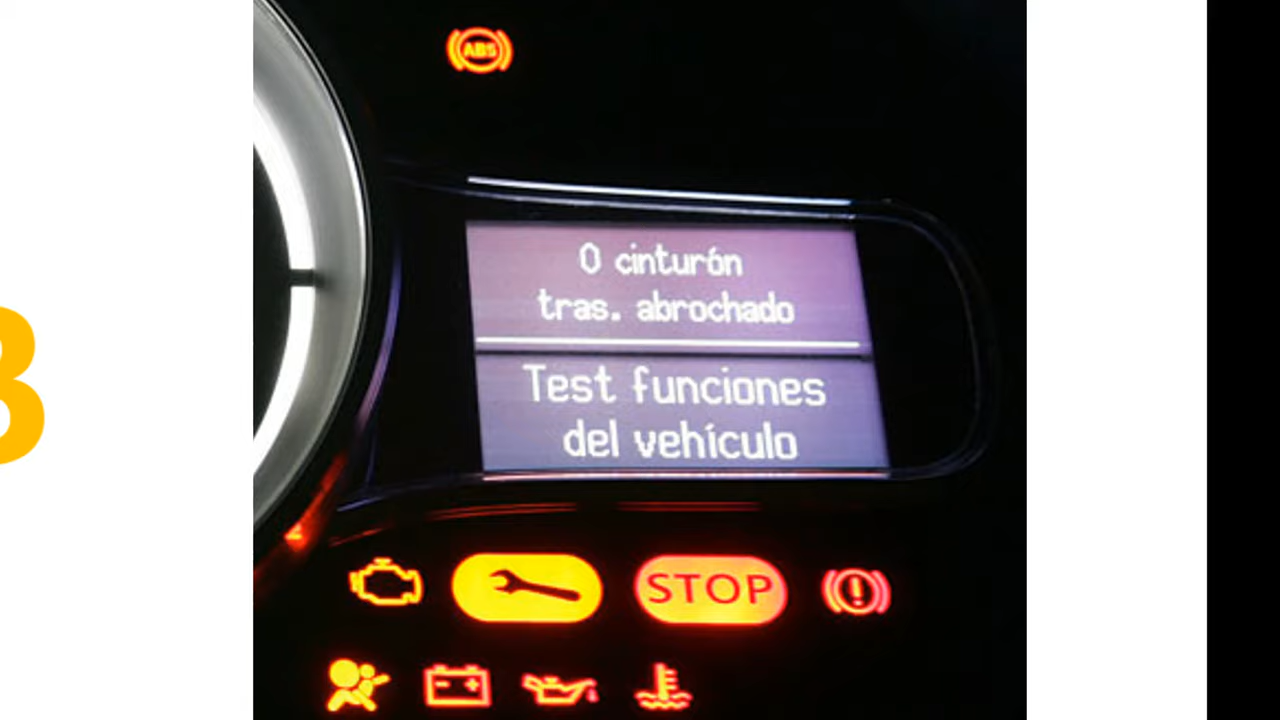 ABS
0 cinturón
tras. abrochado
Test funciones
del vehículo
STOP